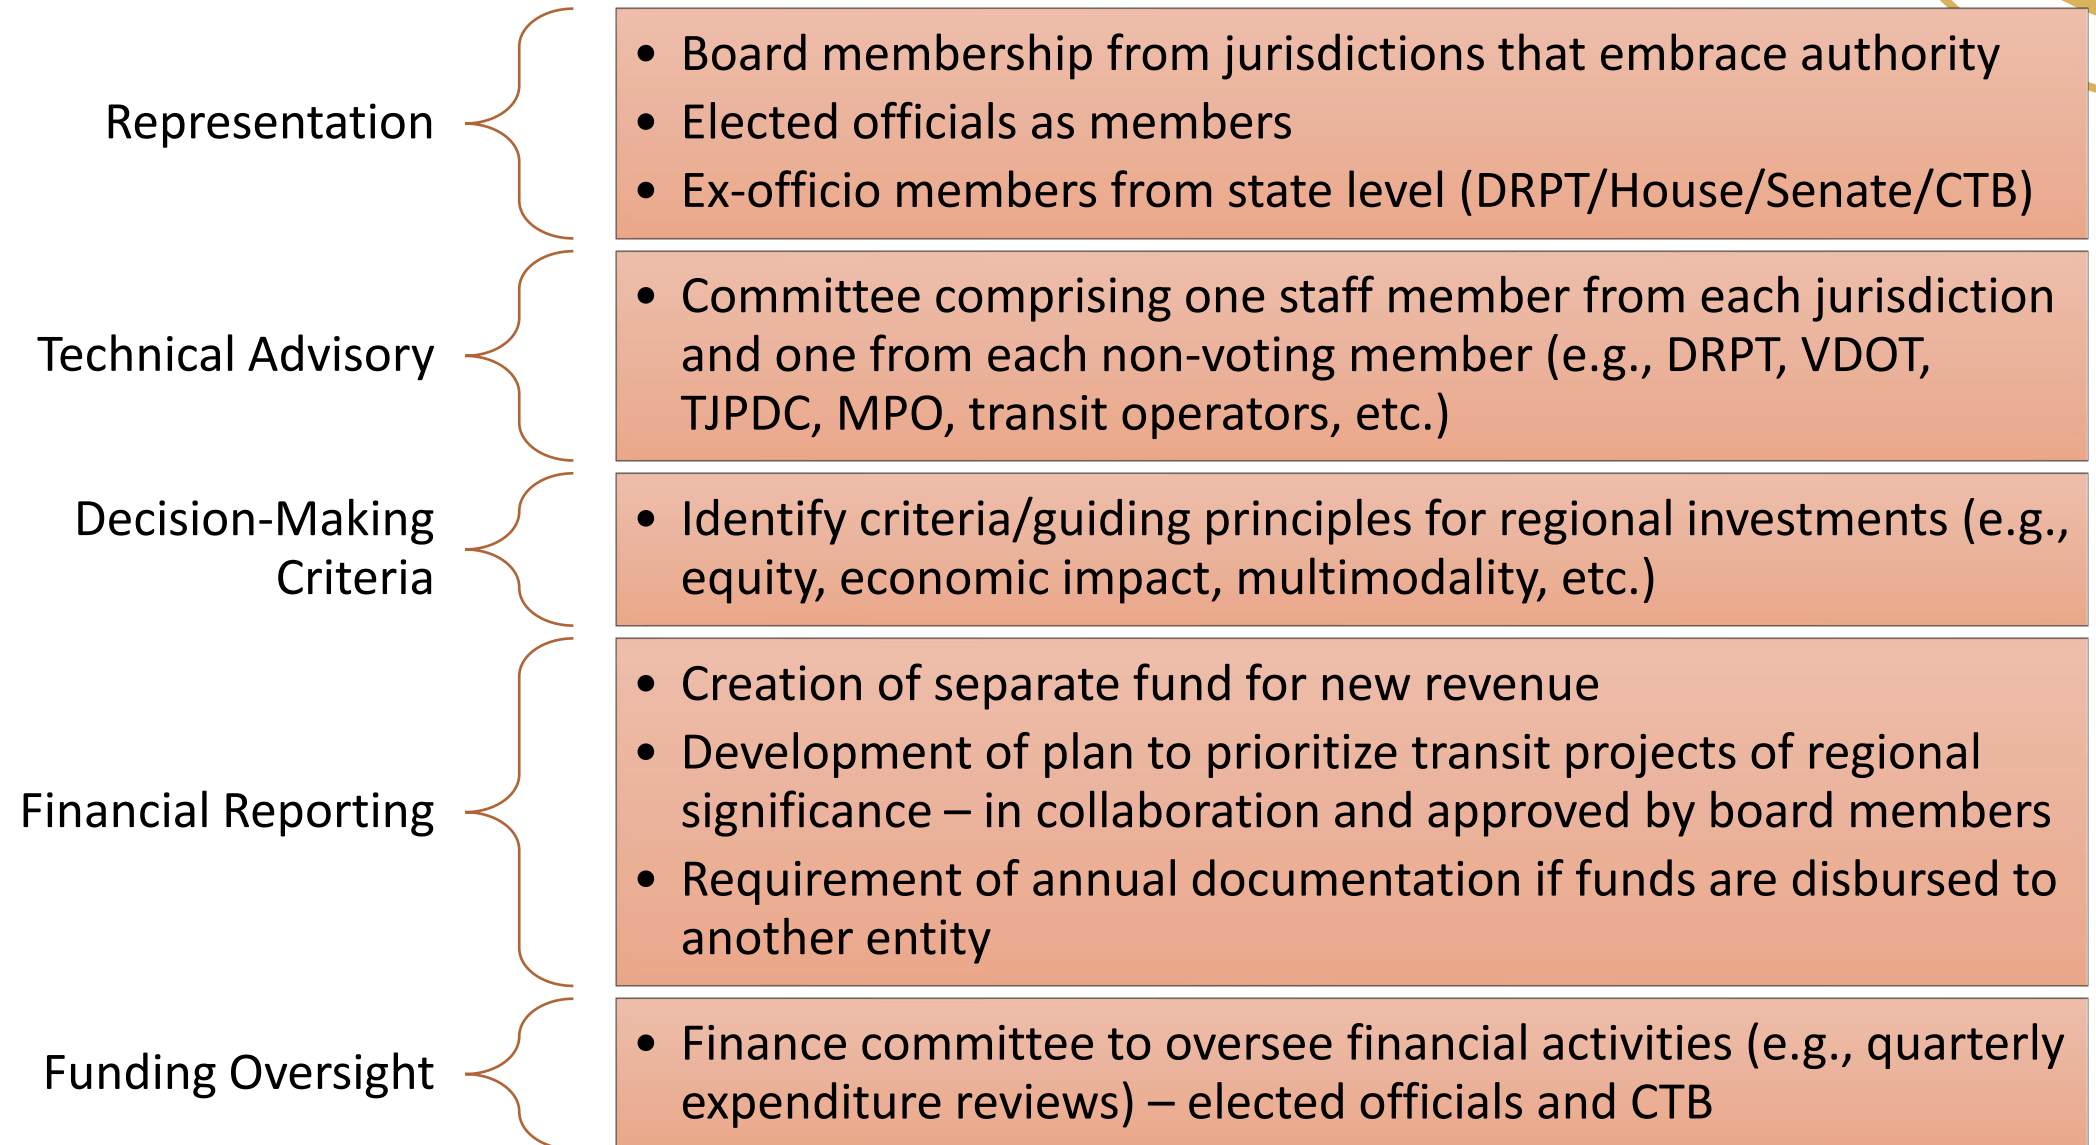 Representation
• Board membership from jurisdictions that embrace authority
• Elected officials as members
• Ex-officio members from state level (DRPT/House/Senate/CTB)
Technical Advisory
• Committee comprising one staff member from each jurisdiction
and one from each non-voting member (e.g., DRPT, VDOT,
TJPDC, MPO, transit operators, etc.)
Decision-Making
Criteria
• Identify criteria/guiding principles for regional investments (e.g.,
equity, economic impact, multimodality, etc.)
Financial Reporting
• Creation of separate fund for new revenue
• Development of plan to prioritize transit projects of regional
significance – in collaboration and approved by board members
• Requirement of annual documentation if funds are disbursed to
another entity
Funding Oversight
• Finance committee to oversee financial activities (e.g., quarterly
expenditure reviews) – elected officials and CTB